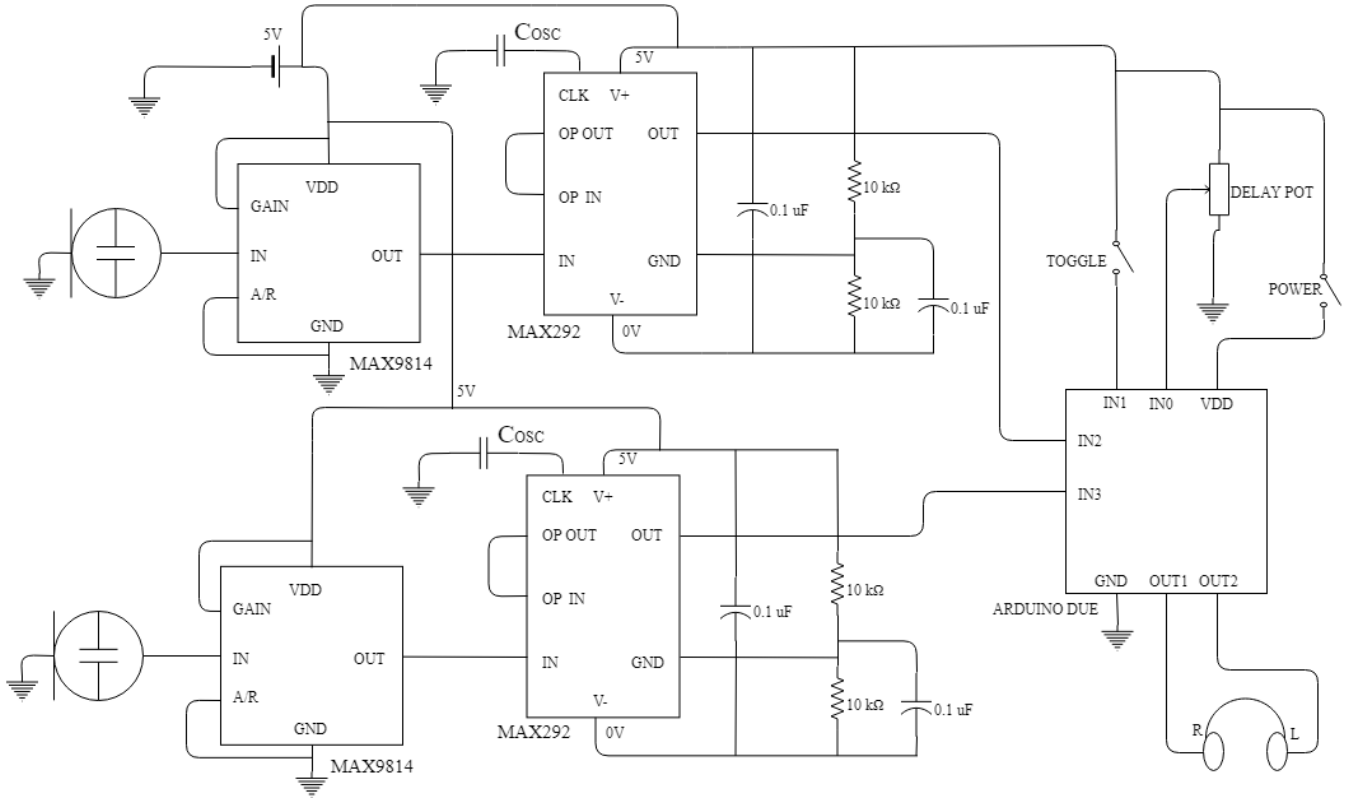 5V
COSC
5V
CLK V+
OP OUT OUT
OP IN
IN GND
V-
0V
MAX292
VDD
GAIN
IN OUT
A/R
GND
MAX9814
10 kΩ
0.1 uF
10 kΩ
0.1 uF
DELAY POT
TOGGLE
POWER
5V
COSC
5V
CLK V+
OP OUT OUT
OP IN
IN GND
V-
0V
MAX292
VDD
GAIN
IN OUT
A/R
GND
MAX9814
10 kΩ
0.1 uF
10 kΩ
0.1 uF
IN1 IN0 VDD
IN2
IN3
GND OUT1 OUT2
ARDUINO DUE
R L